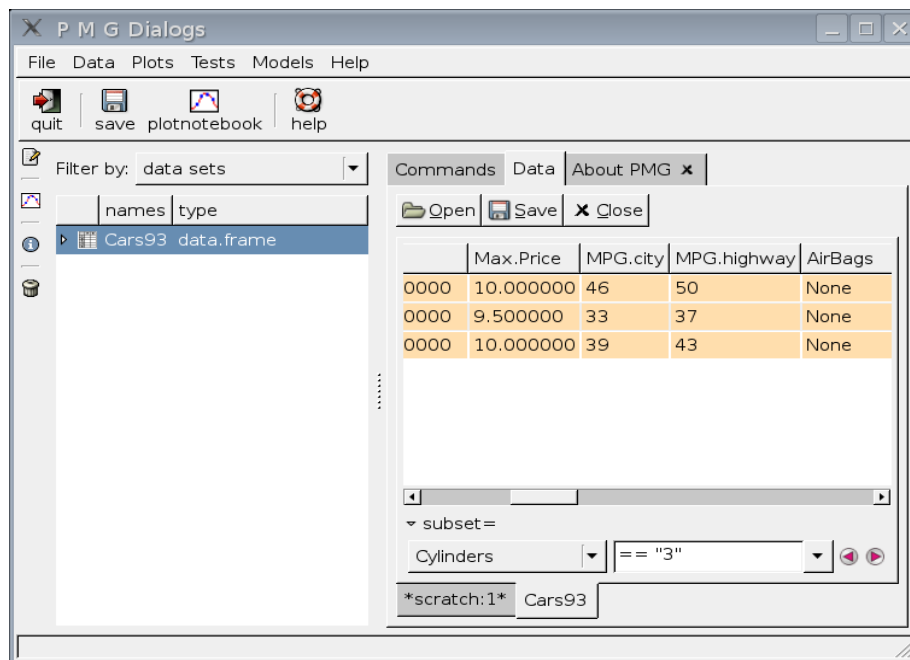 P M G Dialogs
File Data Plots Tests Models Help
quit save plotnotebook help
Filter by: data sets
names type
Cars93 data.frame
Commands Data About PMG
Open Save Close
Max.Price MPG.city MPG.highway AirBags
0000 10.000000 46 50 None
0000 9.500000 33 37 None
0000 10.000000 39 43 None
subset=
Cylinders == "3"
*scratch:1* Cars93